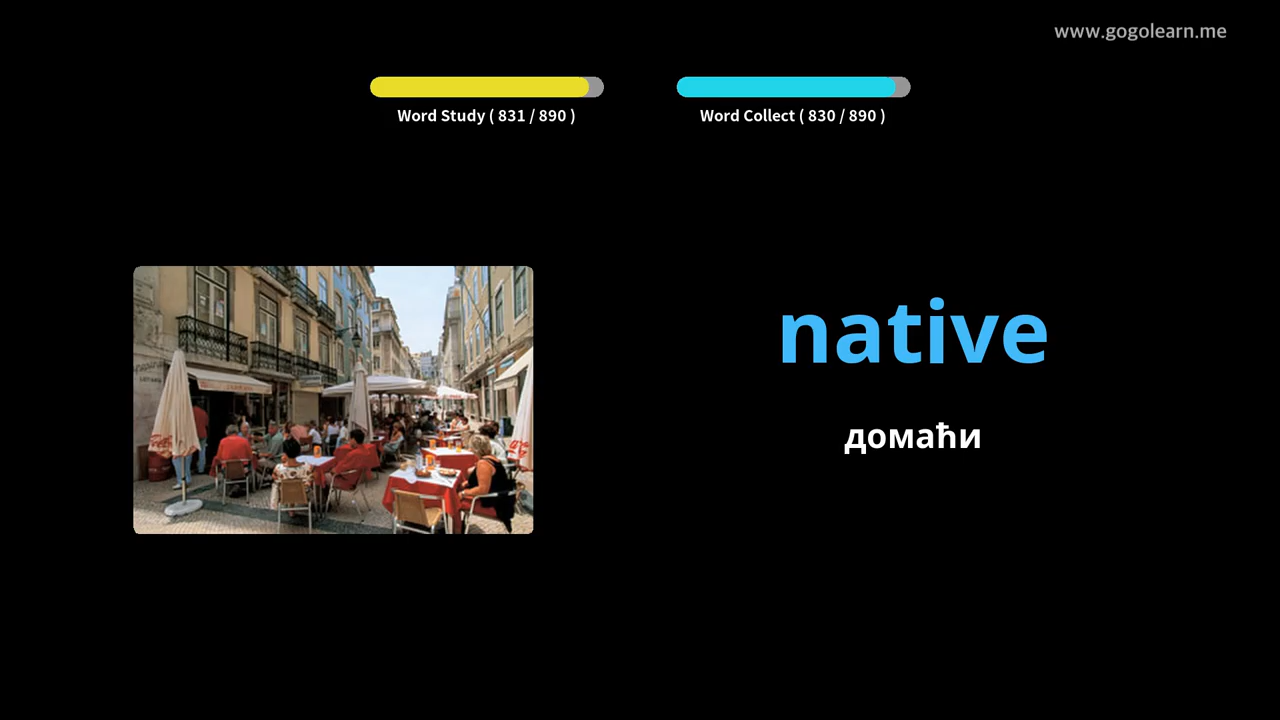 www.gogolearn.me
Word Study ( 831 / 890 )
Word Collect ( 830 / 890 )
native
домаћи